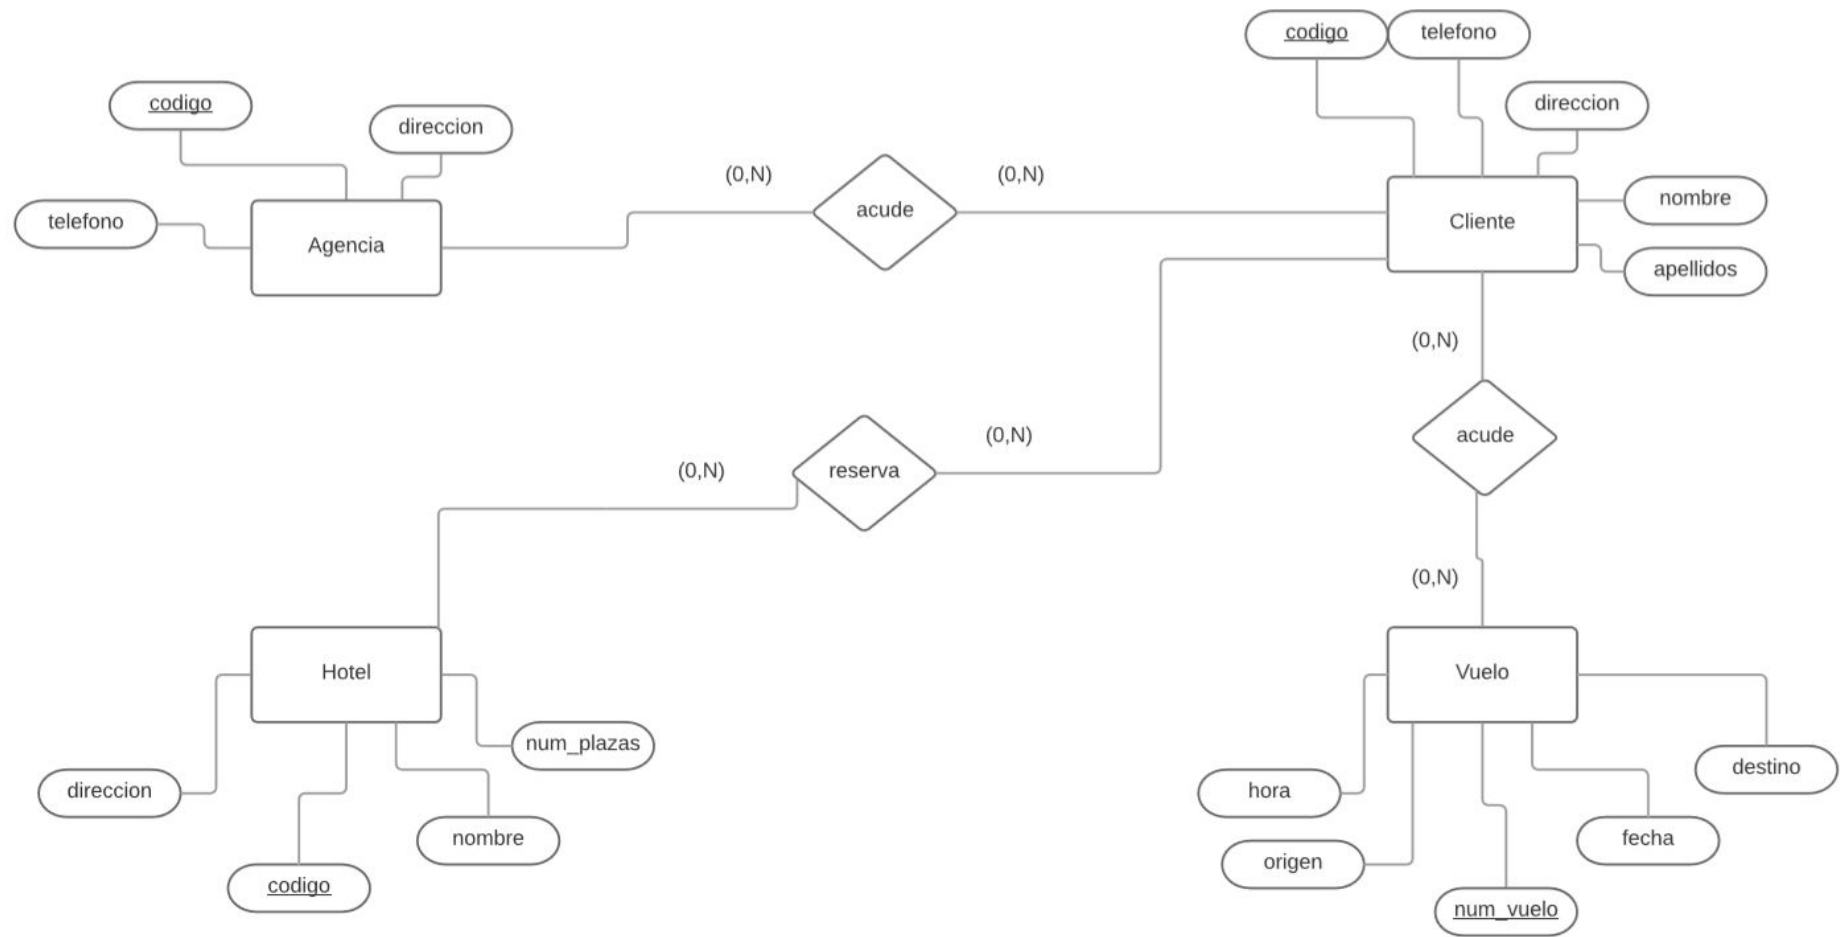 codigo
telefono
codigo
direccion
direccion
(0,N)
(0,N)
nombre
telefono
acude
Cliente
Agencia
apellidos
(0,N)
(0,N)
acude
(0,N)
reserva
(0,N)
Hotel
Vuelo
num_plazas
destino
direccion
hora
nombre
fecha
origen
codigo
num_vuelo